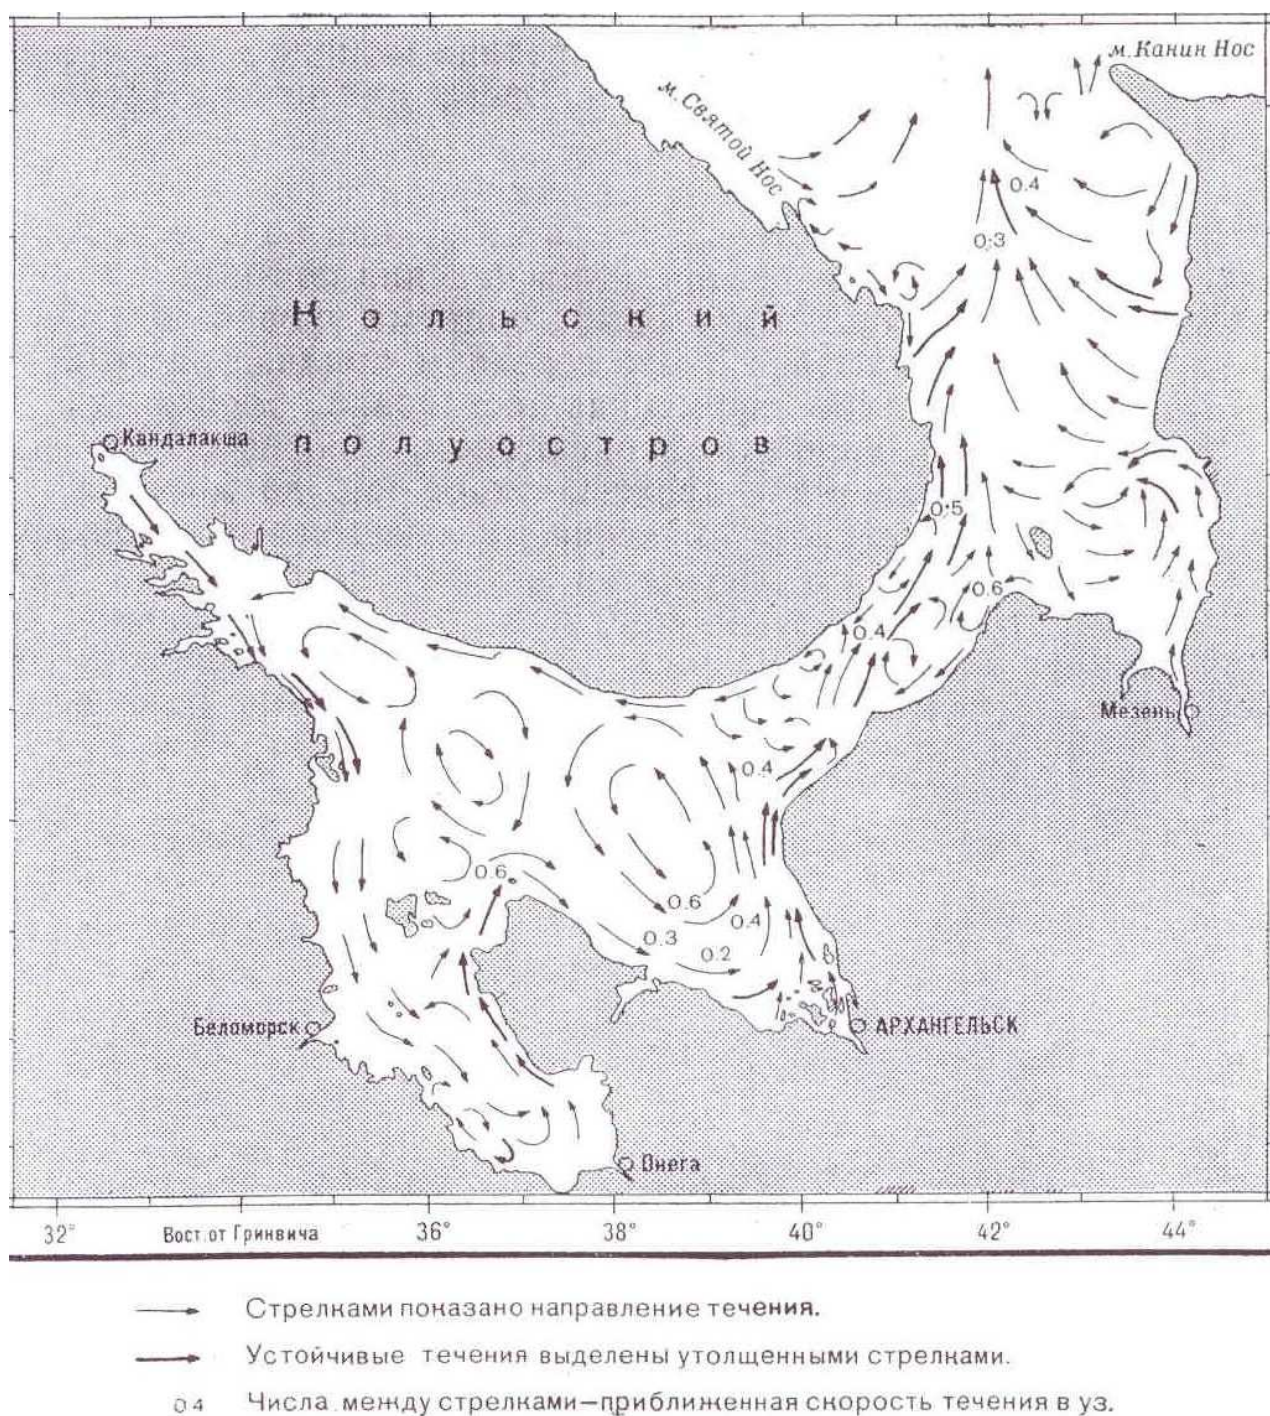 м. Канин Нос
м. Святой Нос
0.4
0.3
Кольский
Кандалакша
полуостров
0.5
0.6
0.4
Мезень
0.4
0.6
0.6
0.4
0.3
0.2
Беломорск
АРХАНГЕЛЬСК
Онега
32° Вост. от Гринвича 36° 38° 40° 42° 44°
Стрелками показано направление течения.
Устойчивые течения выделены утолщенными стрелками.
0.4 Числа между стрелками—приближенная скорость течения в уз.